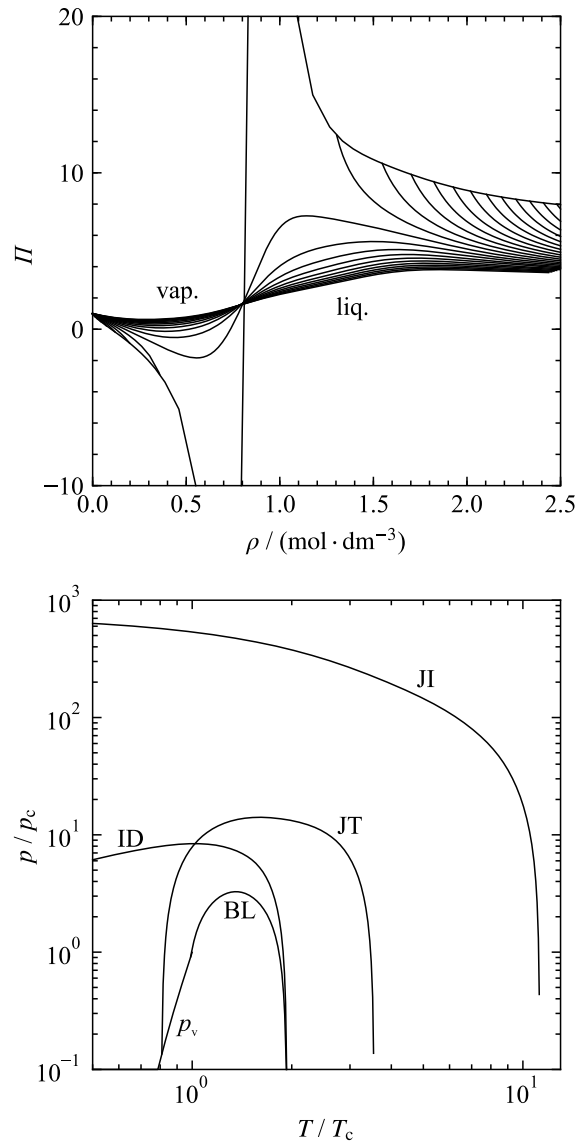 20
10
0
−10
Π
vap.
liq.
0.0 0.5 1.0 1.5 2.0 2.5
ρ / (mol · dm⁻³)
10³
10²
10¹
10⁰
10⁻¹
p / p_c
JI
ID
JT
BL
p_v
10⁰ 10¹
T / T_c